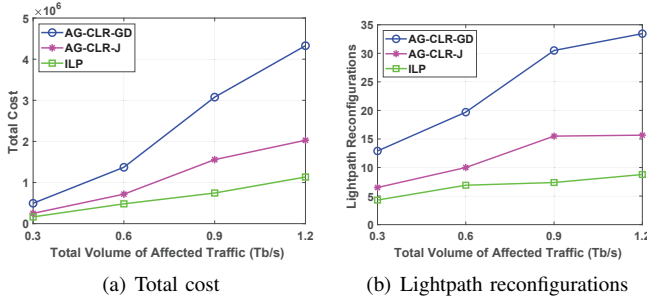 ×10⁶
5
4
3
2
1
0
Total Cost
AG-CLR-GD
AG-CLR-J
ILP
0.3
0.6
0.9
1.2
Total Volume of Affected Traffic (Tb/s)
(a) Total cost
35
30
25
20
15
10
5
0
Lightpath Reconfigurations
AG-CLR-GD
AG-CLR-J
ILP
0.3
0.6
0.9
1.2
Total Volume of Affected Traffic (Tb/s)
(b) Lightpath reconfigurations